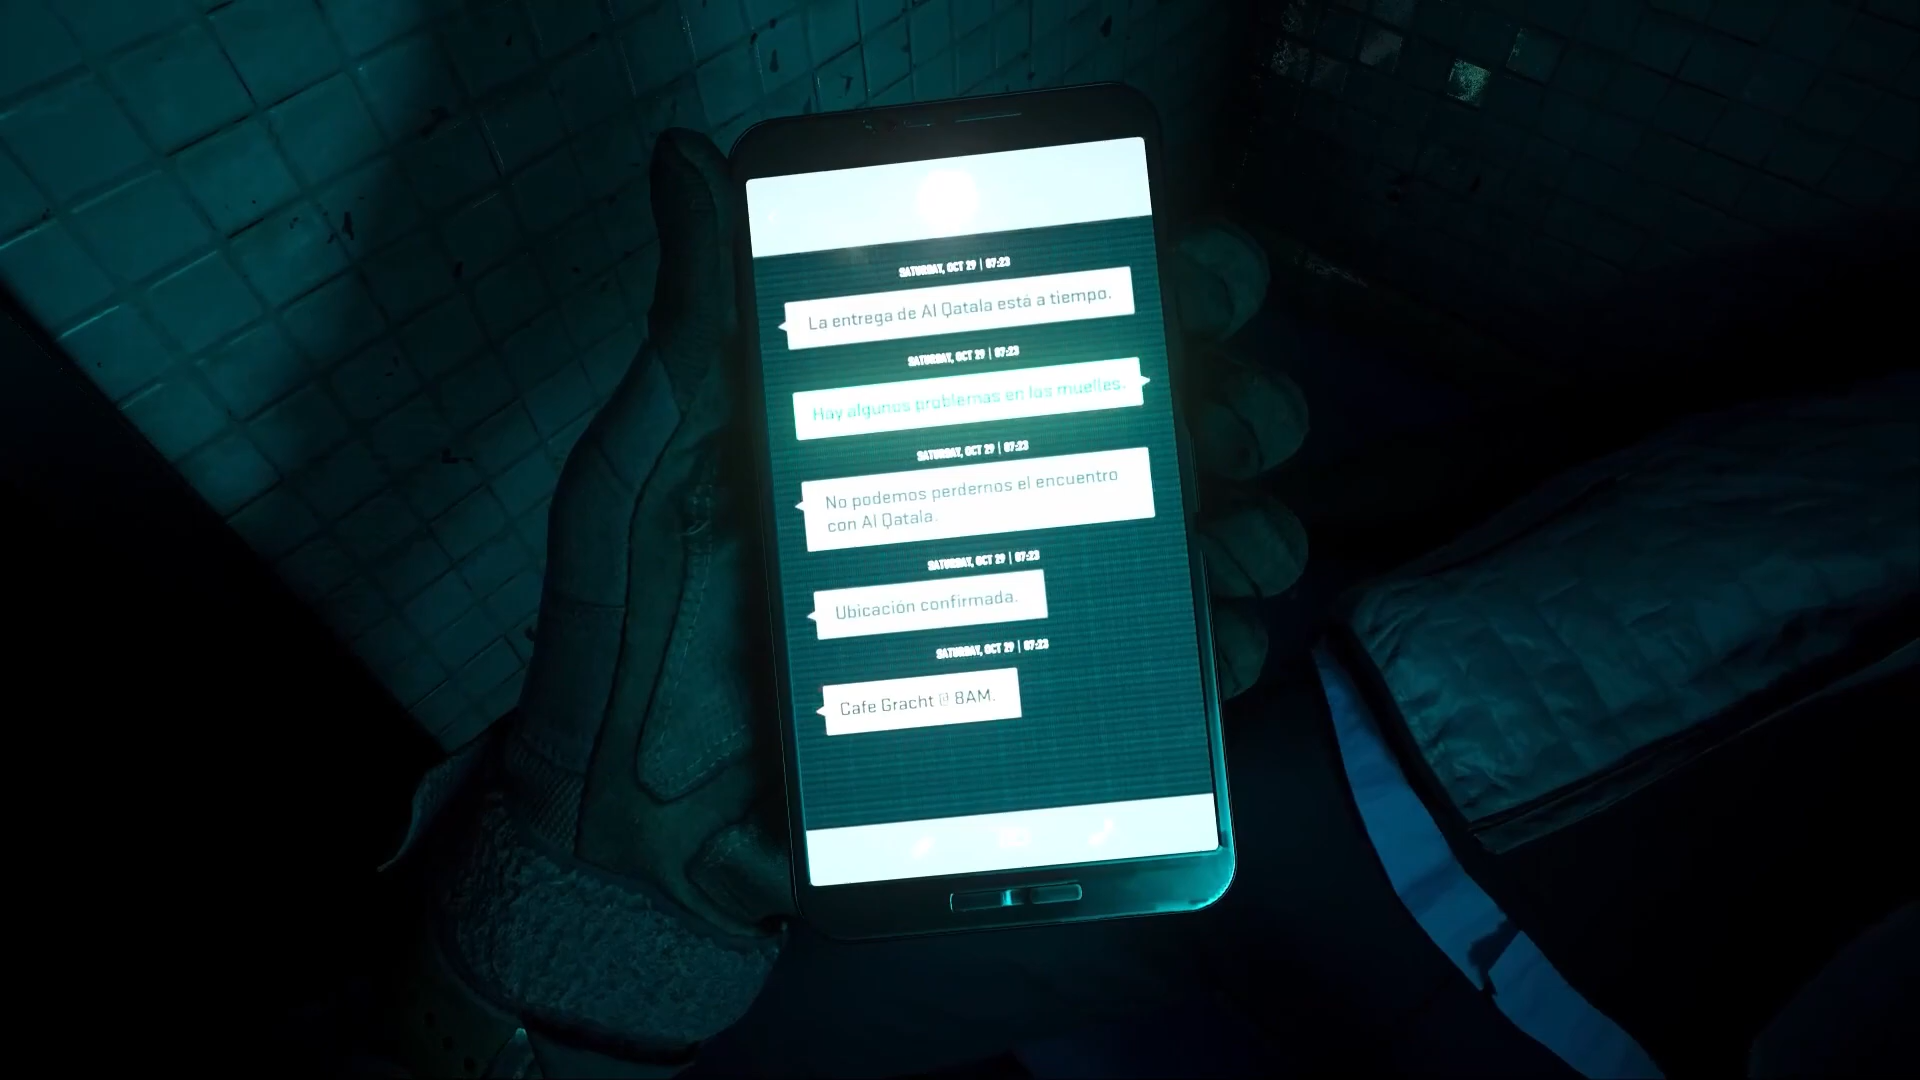 SATURDAY, OCT 29 | 07:23
La entrega de Al Qatala está a tiempo.
SATURDAY, OCT 29 | 07:23
Hay algunos problemas en los muelles.
SATURDAY, OCT 29 | 07:23
No podemos perdernos el encuentro
con Al Qatala.
SATURDAY, OCT 29 | 07:23
Ubicación confirmada.
SATURDAY, OCT 29 | 07:23
Cafe Gracht @ 8AM.